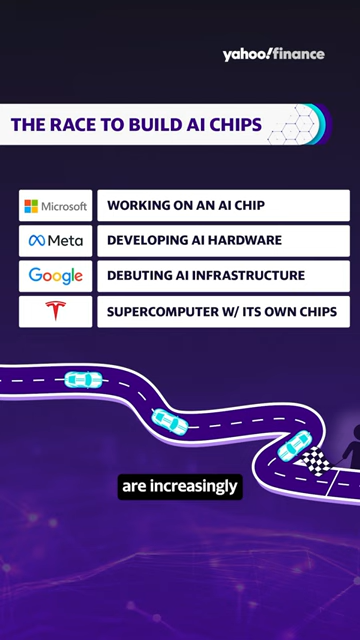 yahoo!finance
THE RACE TO BUILD AI CHIPS
Microsoft WORKING ON AN AI CHIP
Meta DEVELOPING AI HARDWARE
Google DEBUTING AI INFRASTRUCTURE
SUPERCOMPUTER W/ ITS OWN CHIPS
are increasingly